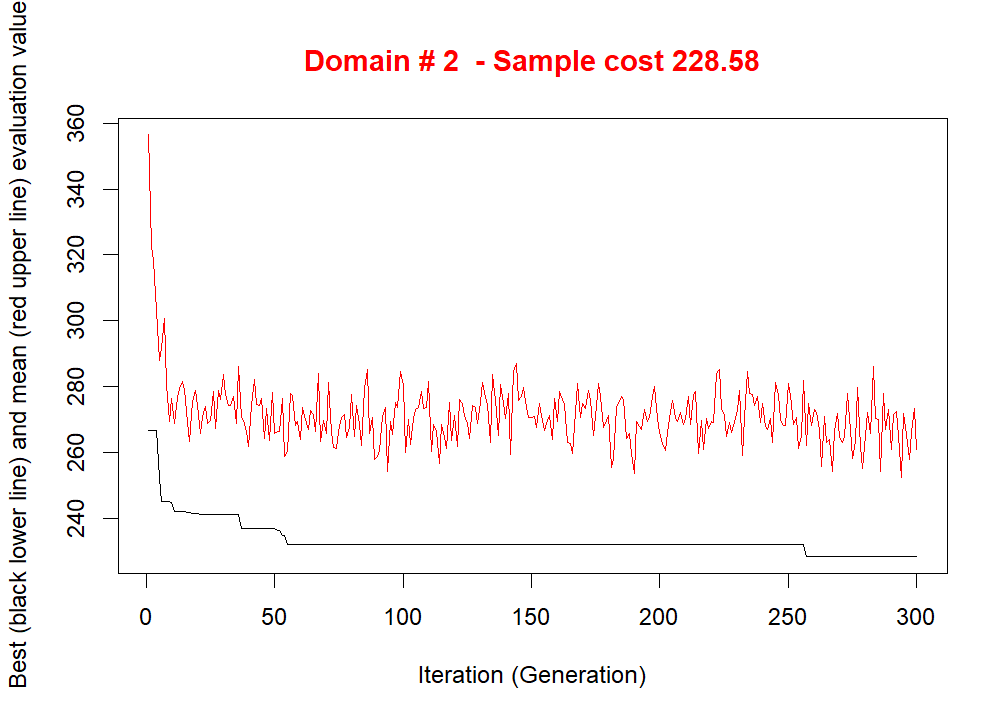 Domain # 2  - Sample cost 228.58
Best (black lower line) and mean (red upper line) evaluation value
360
340
320
300
280
260
240
0 50 100 150 200 250 300
Iteration (Generation)